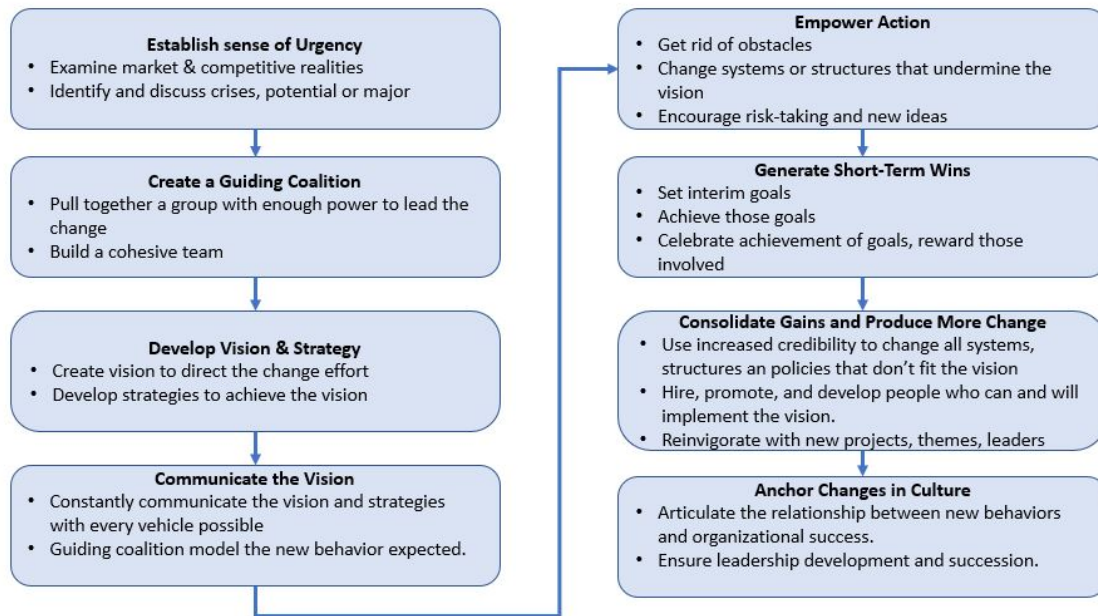 Establish sense of Urgency
• Examine market & competitive realities
• Identify and discuss crises, potential or major
Create a Guiding Coalition
• Pull together a group with enough power to lead the
change
• Build a cohesive team
Develop Vision & Strategy
• Create vision to direct the change effort
• Develop strategies to achieve the vision
Communicate the Vision
• Constantly communicate the vision and strategies
with every vehicle possible
• Guiding coalition model the new behavior expected.
Empower Action
• Get rid of obstacles
• Change systems or structures that undermine the
vision
• Encourage risk-taking and new ideas
Generate Short-Term Wins
• Set interim goals
• Achieve those goals
• Celebrate achievement of goals, reward those
involved
Consolidate Gains and Produce More Change
• Use increased credibility to change all systems,
structures an policies that don’t fit the vision
• Hire, promote, and develop people who can and will
implement the vision.
• Reinvigorate with new projects, themes, leaders
Anchor Changes in Culture
• Articulate the relationship between new behaviors
and organizational success.
• Ensure leadership development and succession.